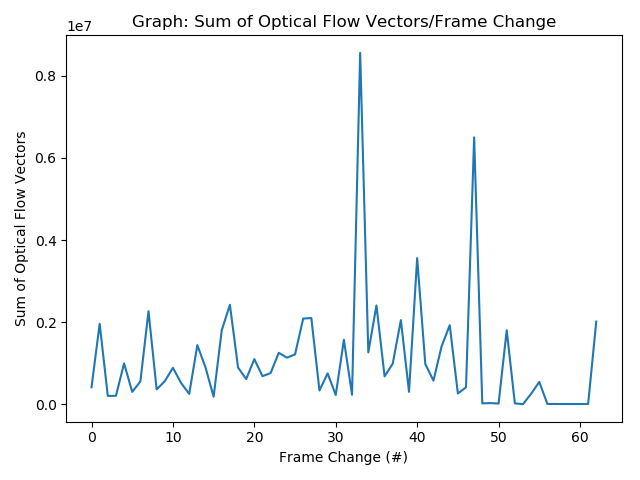 Graph: Sum of Optical Flow Vectors/Frame Change
1e7
0.8
0.6
0.4
0.2
0.0
Sum of Optical Flow Vectors
0 10 20 30 40 50 60
Frame Change (#)